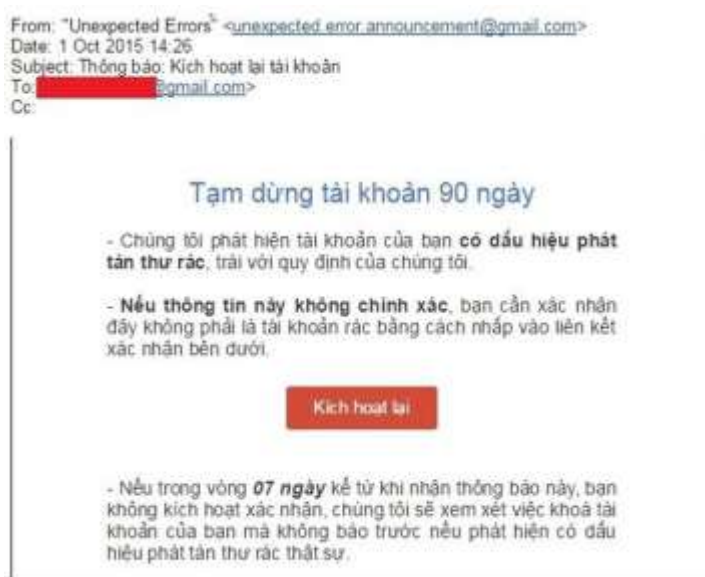 From: "Unexpected Errors" <unexpected.error.announcement@gmail.com>
Date: 1 Oct 2015 14:26
Subject: Thông báo: Kích hoạt lại tài khoản
To: @gmail.com>
Cc:
Tạm dừng tài khoản 90 ngày
- Chúng tôi phát hiện tài khoản của bạn có dấu hiệu phát
tán thư rác, trái với quy định của chúng tôi.
- Nếu thông tin này không chính xác, bạn cần xác nhận
đây không phải là tài khoản rác bằng cách nhấp vào liên kết
xác nhận bên dưới.
Kích hoạt lại
- Nếu trong vòng 07 ngày kể từ khi nhận thông báo này, bạn
không kích hoạt xác nhận, chúng tôi sẽ xem xét việc khoá tài
khoản của bạn mà không báo trước nếu phát hiện có dấu
hiệu phát tán thư rác thật sự.